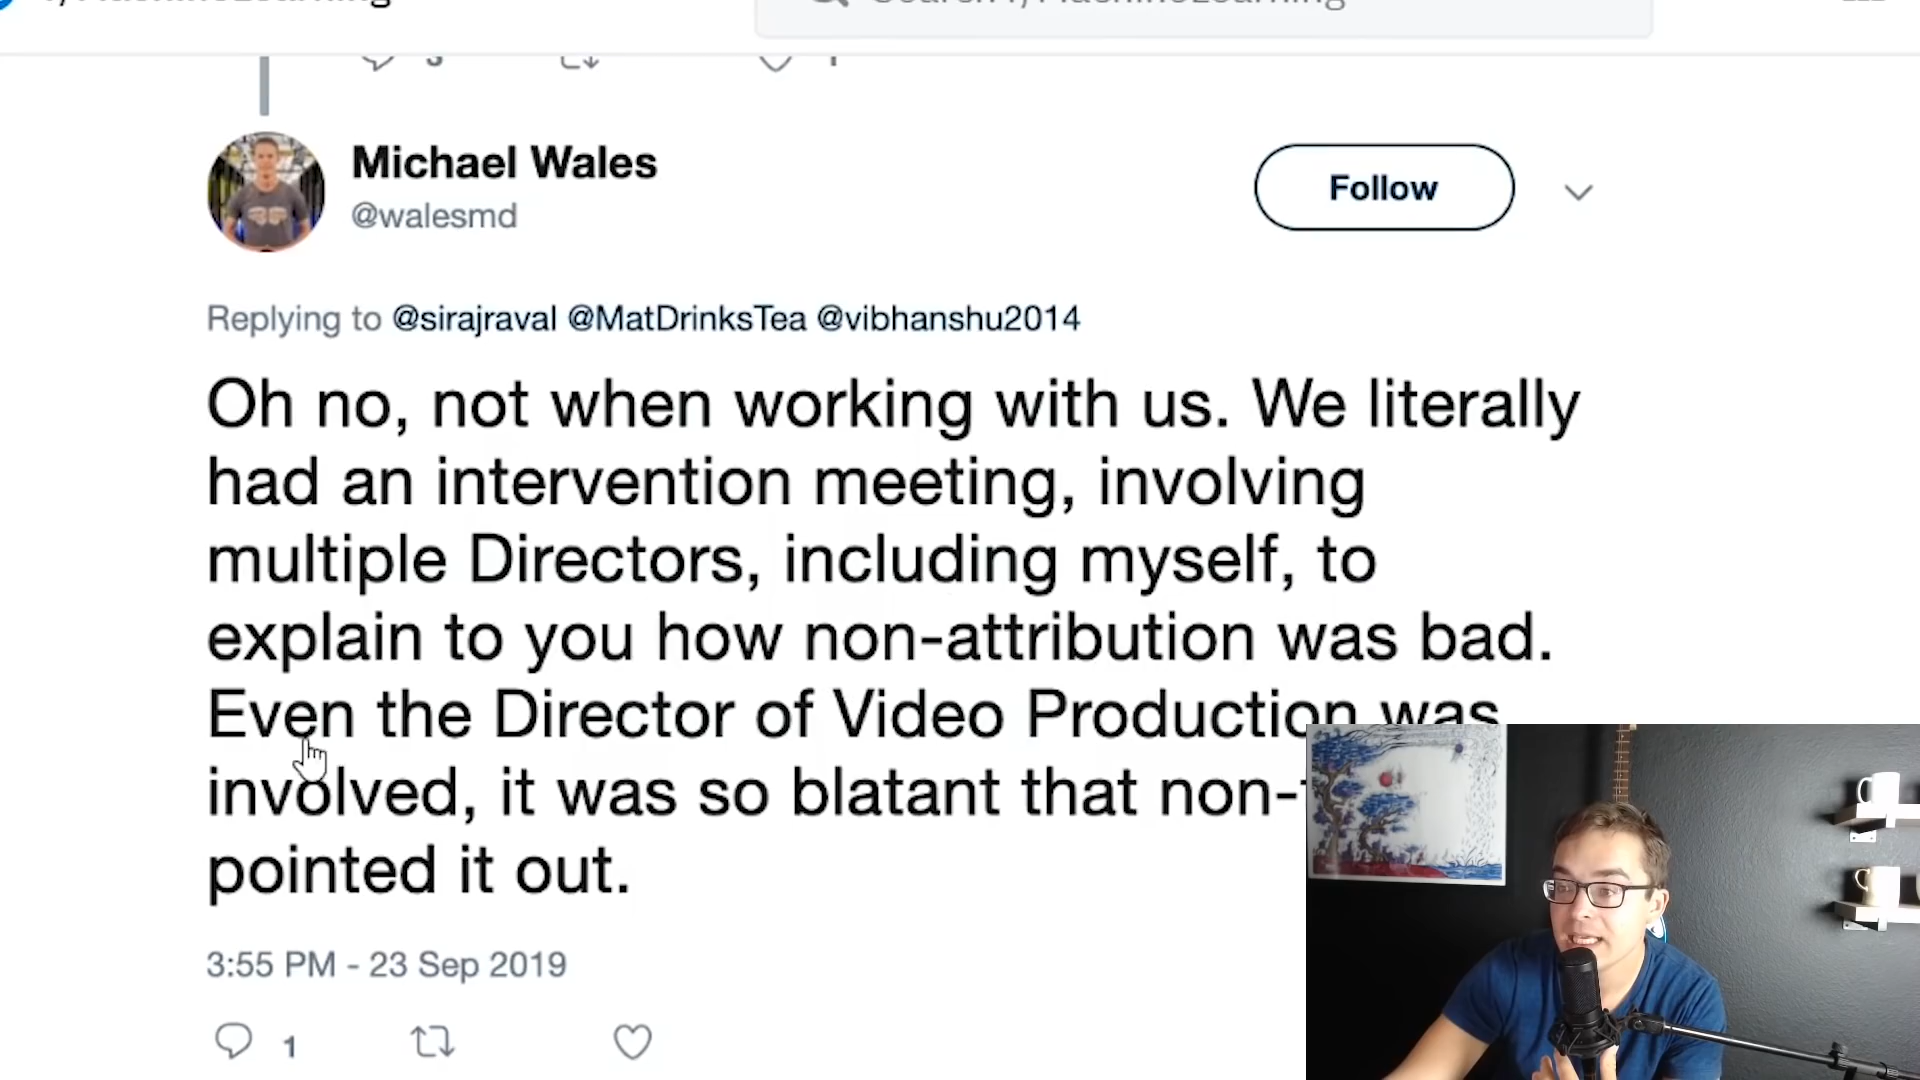 Michael Wales
@walesmd
Follow
Replying to @sirajraval @MatDrinksTea @vibhanshu2014
Oh no, not when working with us. We literally
had an intervention meeting, involving
multiple Directors, including myself, to
explain to you how non-attribution was bad.
Even the Director of Video Production was
involved, it was so blatant that non-
pointed it out.
3:55 PM - 23 Sep 2019
1